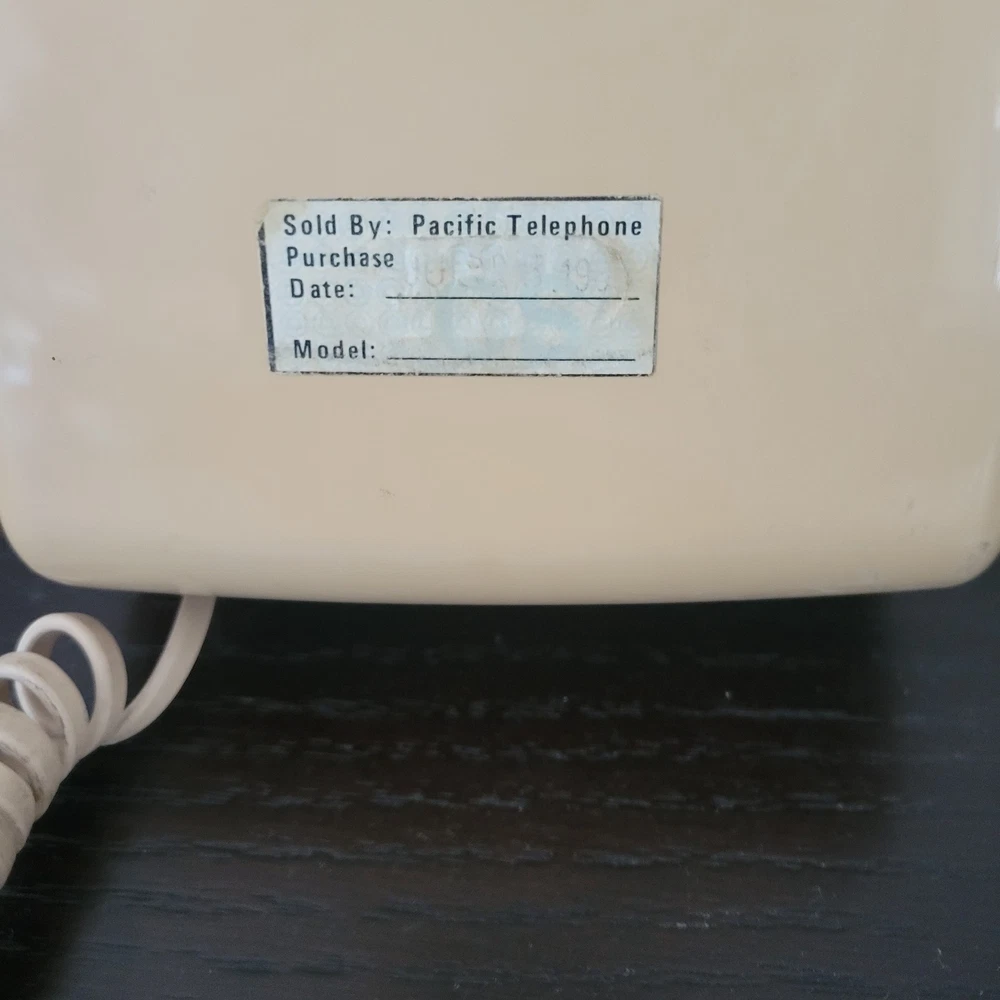 Sold By: Pacific Telephone
Purchase
Date:
Model: